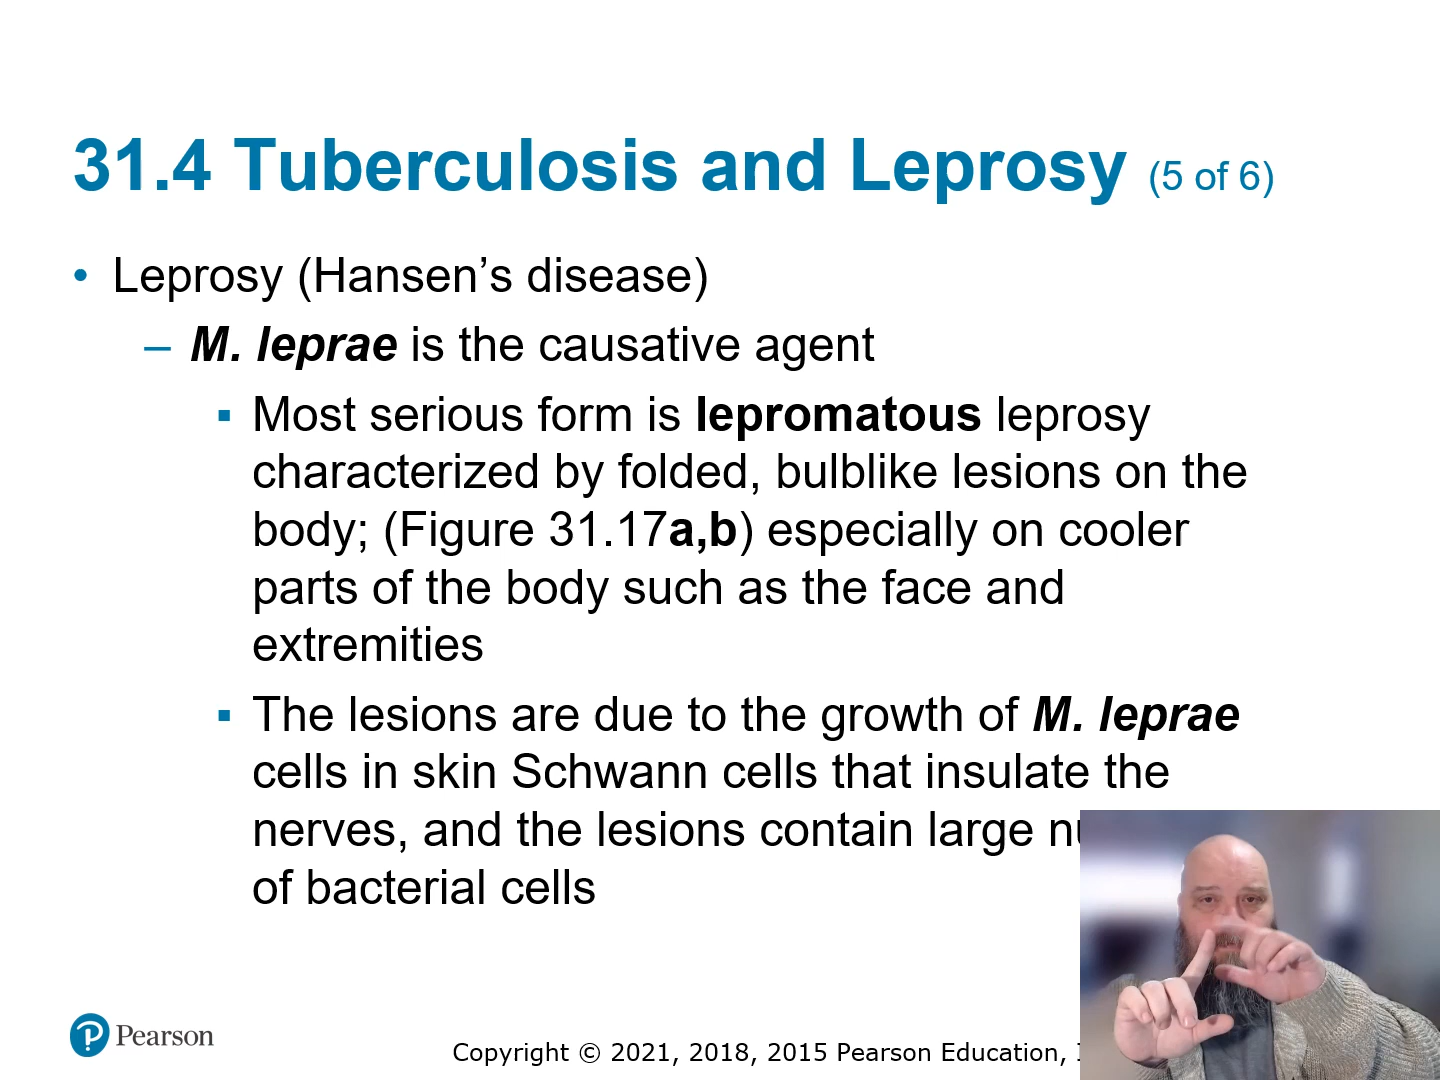 31.4 Tuberculosis and Leprosy (5 of 6)
• Leprosy (Hansen’s disease)
– M. leprae is the causative agent
▪ Most serious form is lepromatous leprosy
characterized by folded, bulblike lesions on the
body; (Figure 31.17a,b) especially on cooler
parts of the body such as the face and
extremities
▪ The lesions are due to the growth of M. leprae
cells in skin Schwann cells that insulate the
nerves, and the lesions contain large
of bacterial cells
Pearson
Copyright © 2021, 2018, 2015 Pearson Education,